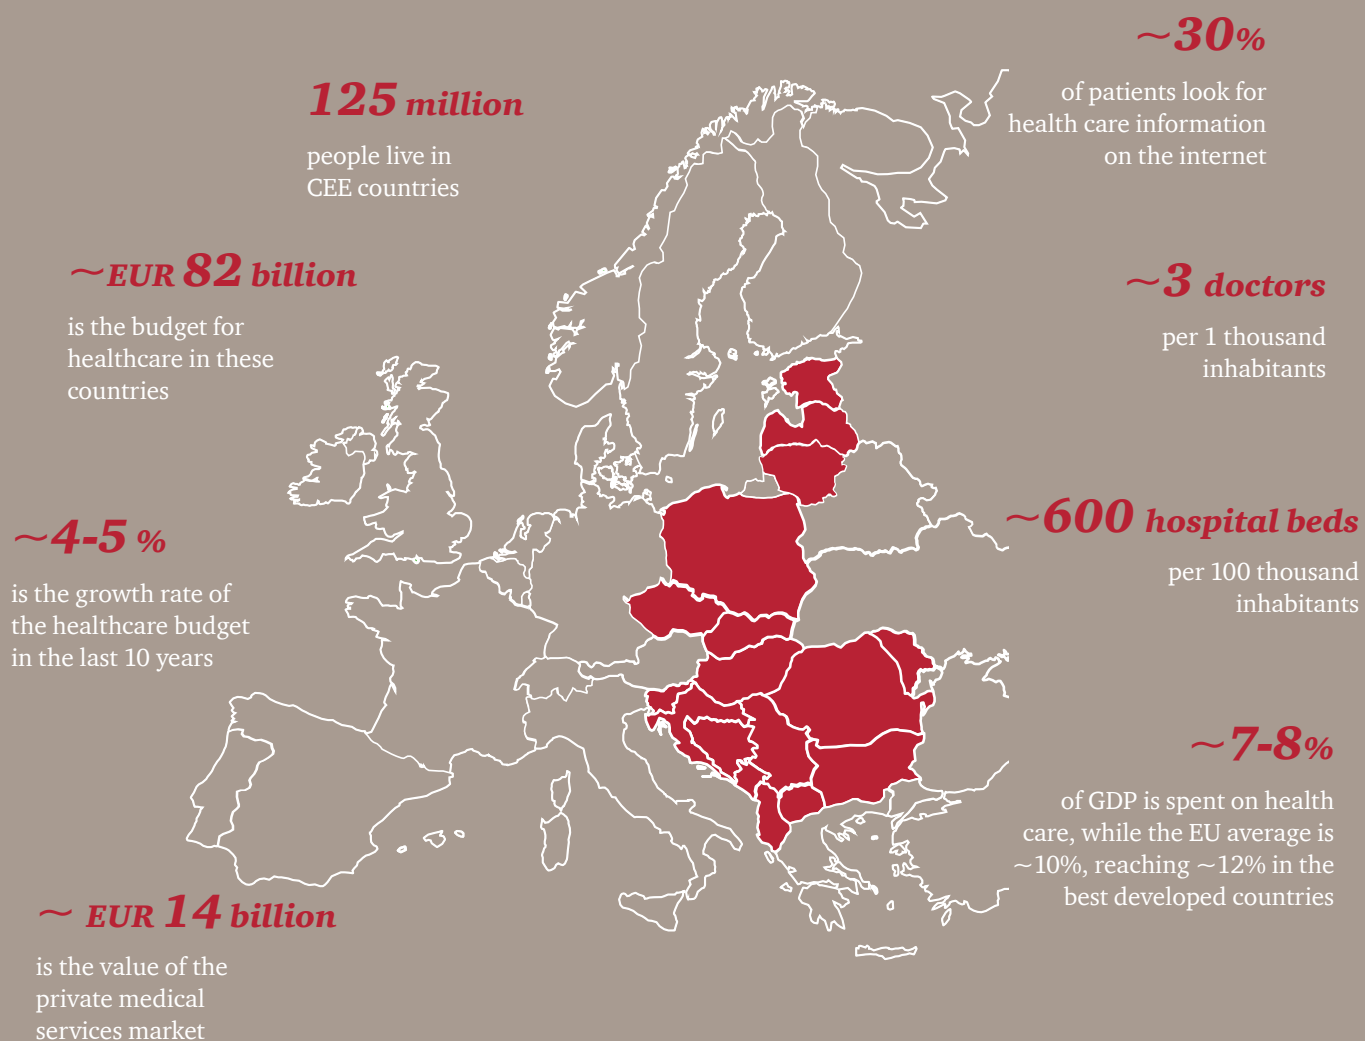 125 million
people live in
CEE countries
~EUR 82 billion
is the budget for
healthcare in these
countries
~4-5 %
is the growth rate of
the healthcare budget
in the last 10 years
~ EUR 14 billion
is the value of the
private medical
services market
~30%
of patients look for
health care information
on the internet
~3 doctors
per 1 thousand
inhabitants
~600 hospital beds
per 100 thousand
inhabitants
~7-8%
of GDP is spent on health
care, while the EU average is
~10%, reaching ~12% in the
best developed countries